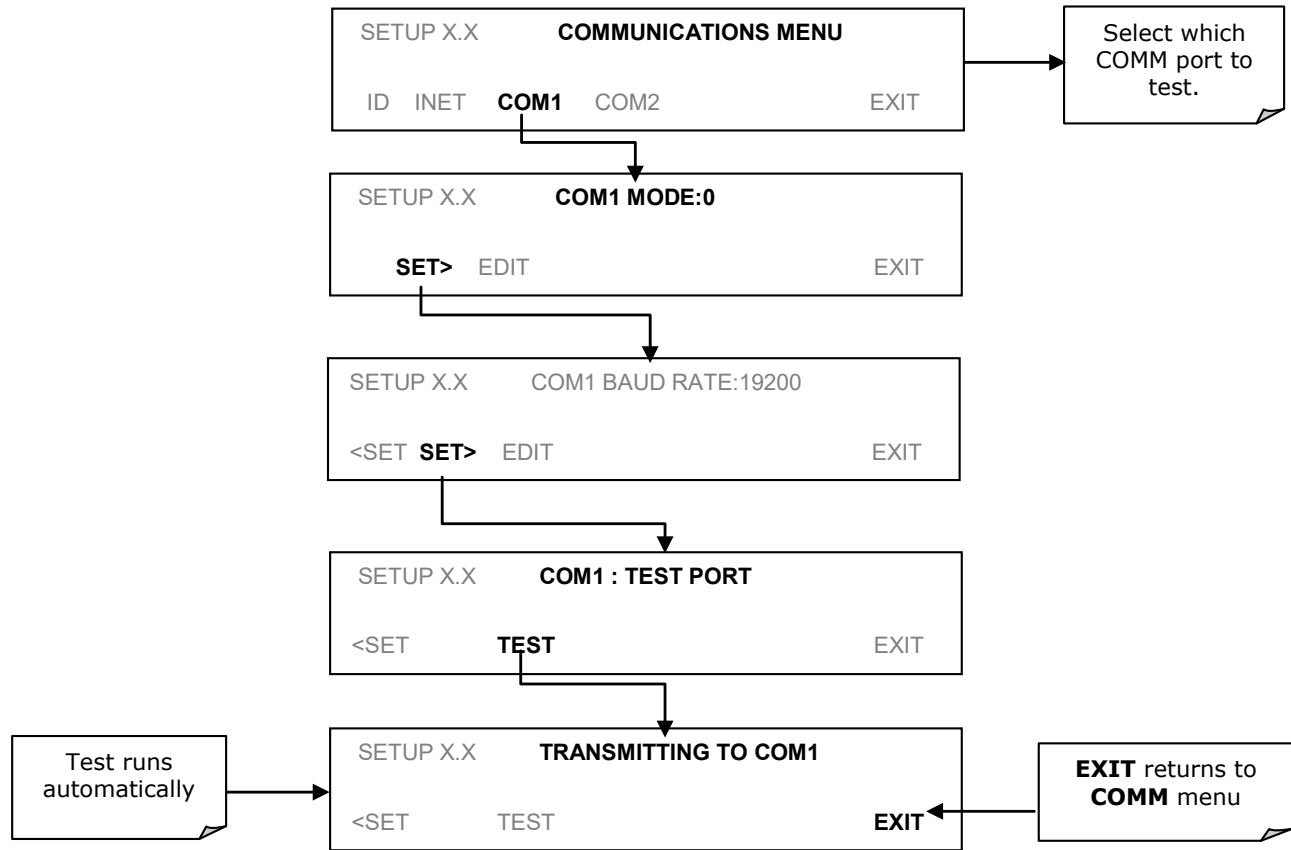 SETUP X.X COMMUNICATIONS MENU
ID INET COM1 COM2 EXIT
Select which
COMM port to
test.
SETUP X.X COM1 MODE:0
SET> EDIT EXIT
SETUP X.X COM1 BAUD RATE:19200
<SET SET> EDIT EXIT
SETUP X.X COM1 : TEST PORT
<SET TEST EXIT
Test runs
automatically
SETUP X.X TRANSMITTING TO COM1
<SET TEST EXIT
EXIT returns to
COMM menu